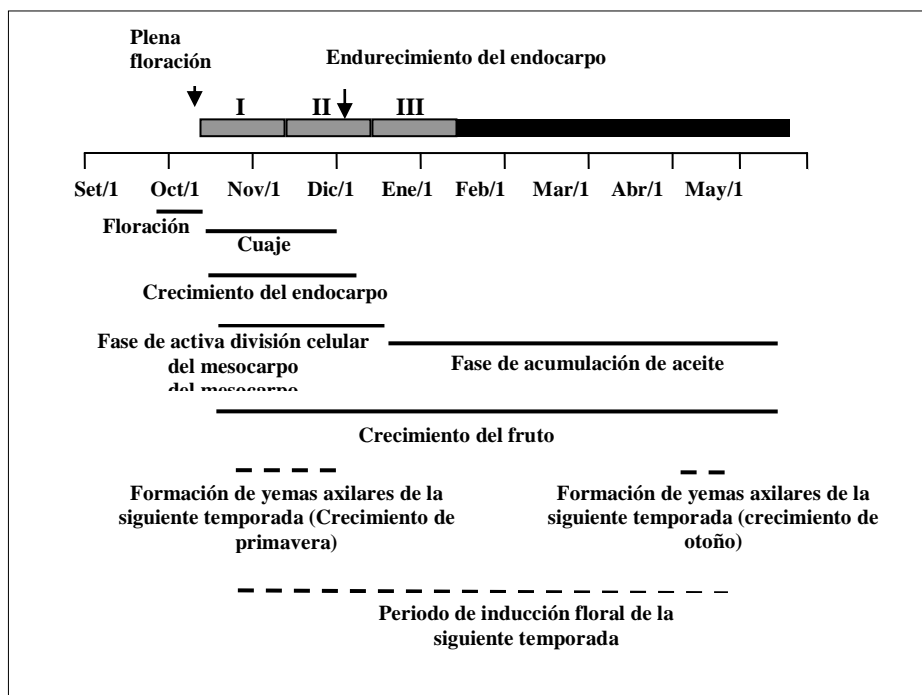 Plena
floración
Endurecimiento del endocarpo
I II III
Set/1 Oct/1 Nov/1 Dic/1 Ene/1 Feb/1 Mar/1 Abr/1 May/1
Floración
Cuaje
Crecimiento del endocarpo
Fase de activa división celular
del mesocarpo
del mesocarpo
Fase de acumulación de aceite
Crecimiento del fruto
Formación de yemas axilares de la
siguiente temporada (Crecimiento de
primavera)
Formación de yemas axilares de la
siguiente temporada (crecimiento de
otoño)
Periodo de inducción floral de la
siguiente temporada